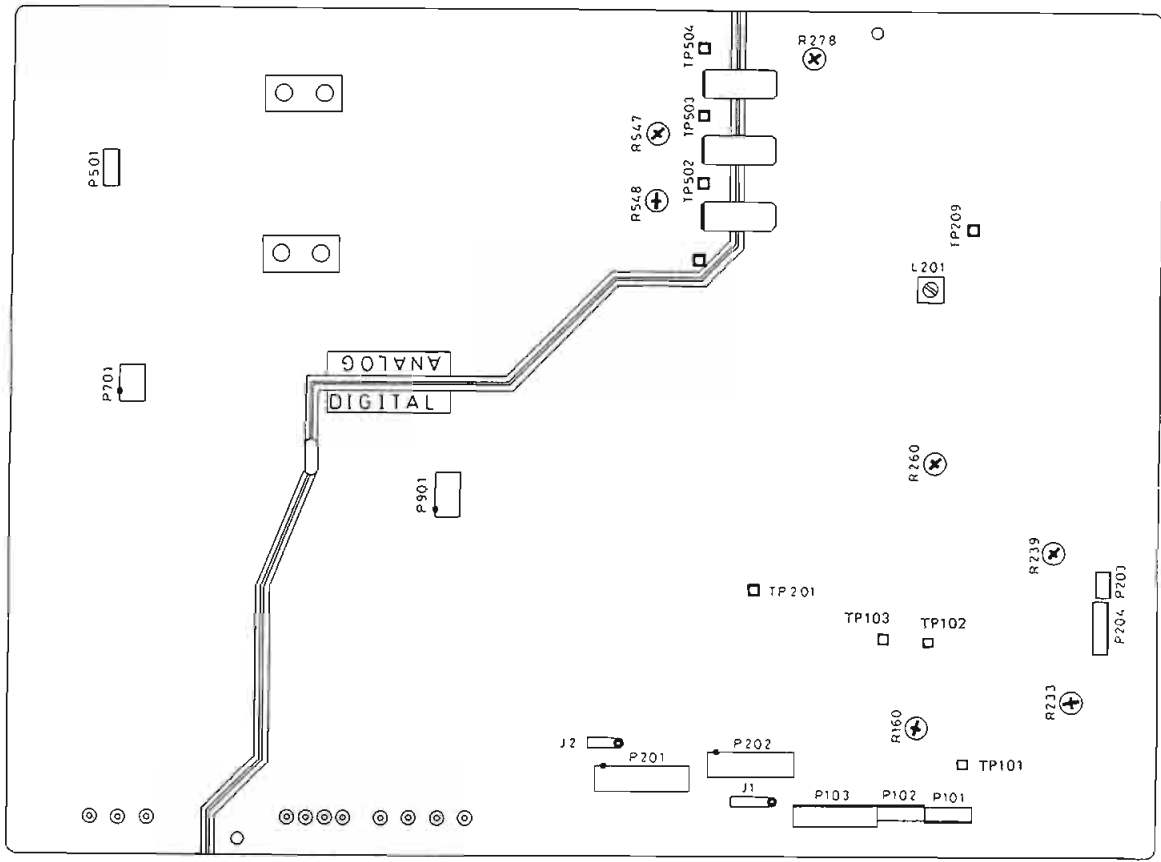 TP504
R278
TP503
R547
P501
TP502
R548
TP209
L201
ANALOG
P701
DIGITAL
R260
P901
R239
P203
TP201
P204
TP103
TP102
R233
R160
J2
P201
P202
TP101
J1
P103
P102
P101